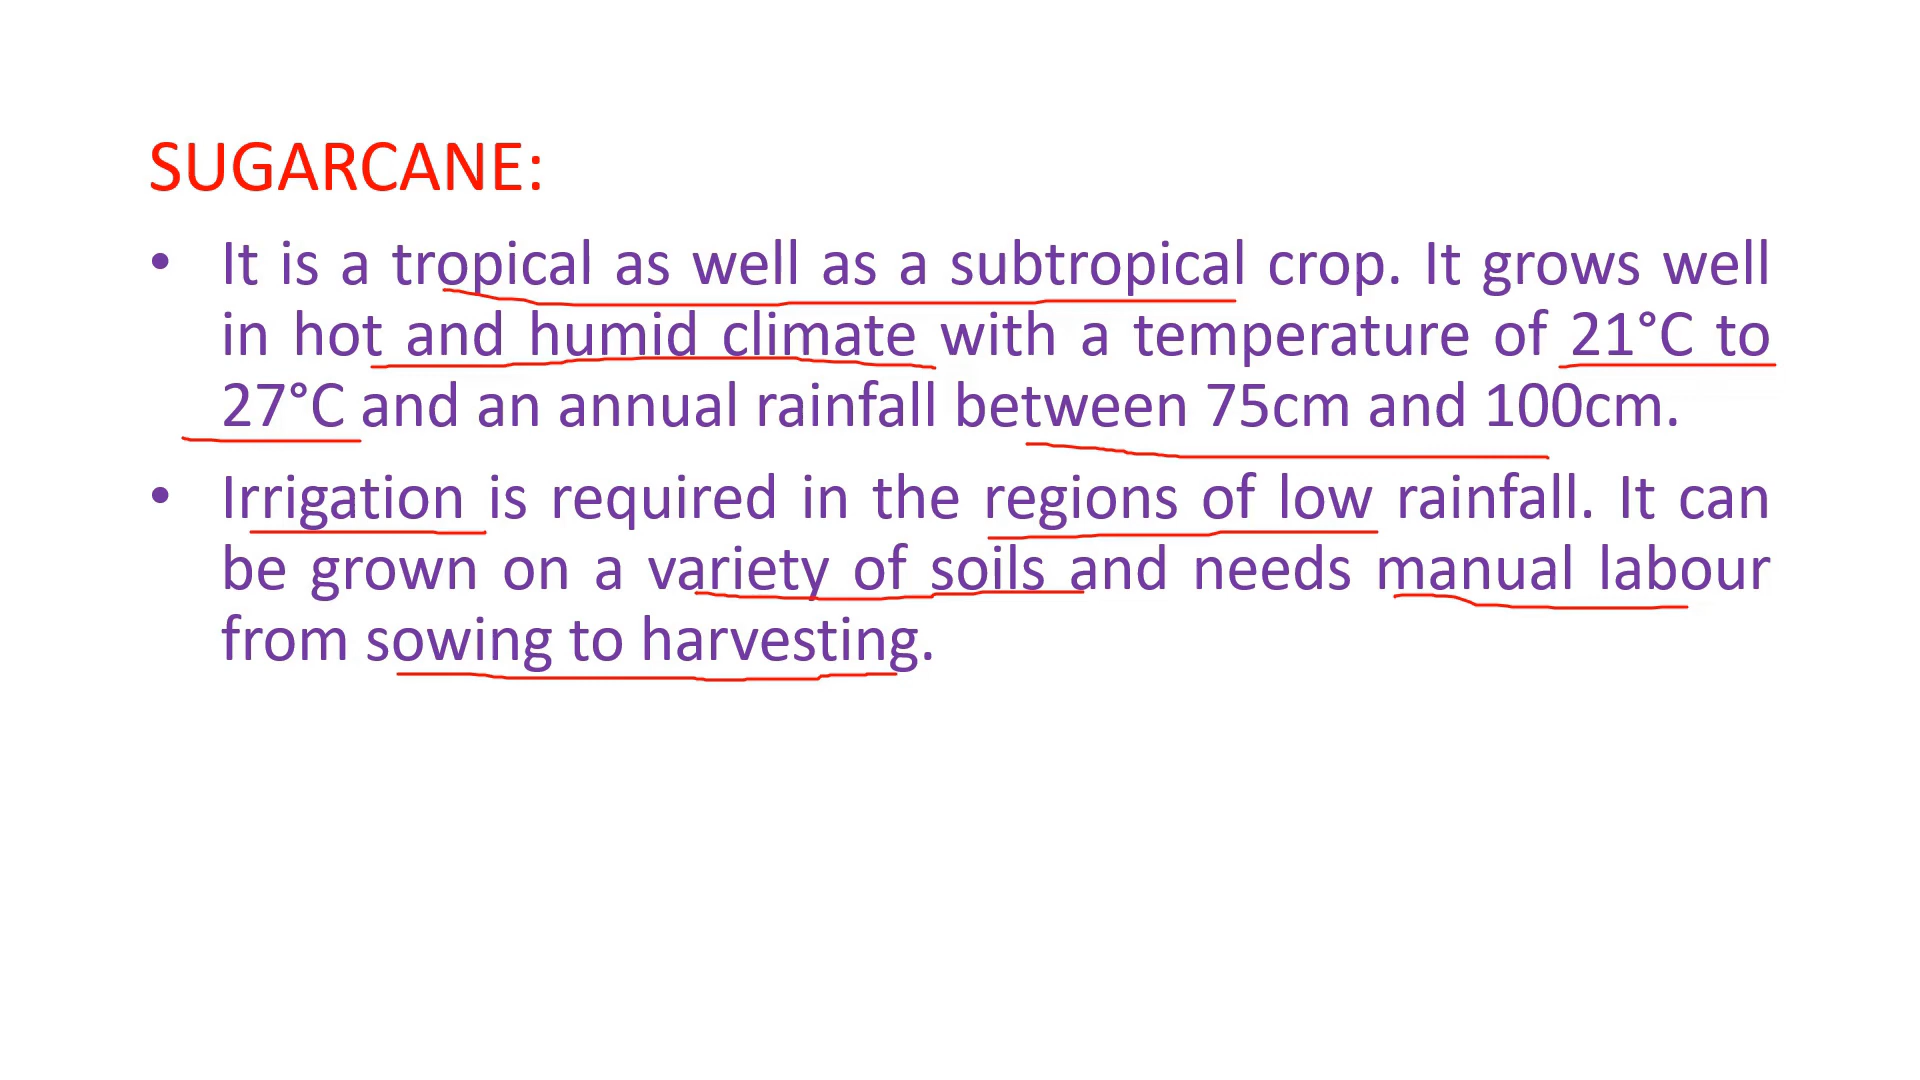 SUGARCANE:
• It is a tropical as well as a subtropical crop. It grows well
in hot and humid climate with a temperature of 21°C to
27°C and an annual rainfall between 75cm and 100cm.
• Irrigation is required in the regions of low rainfall. It can
be grown on a variety of soils and needs manual labour
from sowing to harvesting.